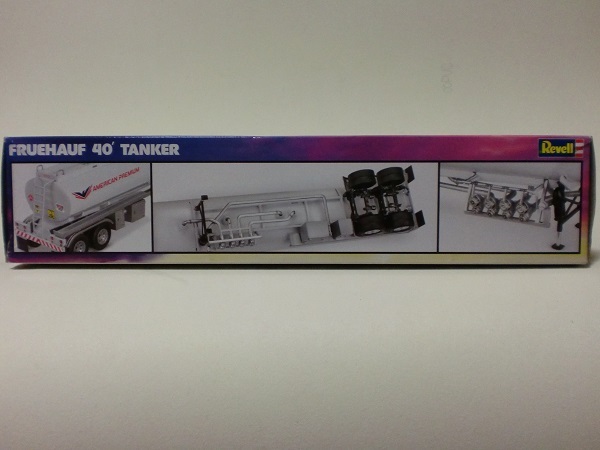 FRUEHAUF 40' TANKER
Revell
AMERICAN PREMIUM